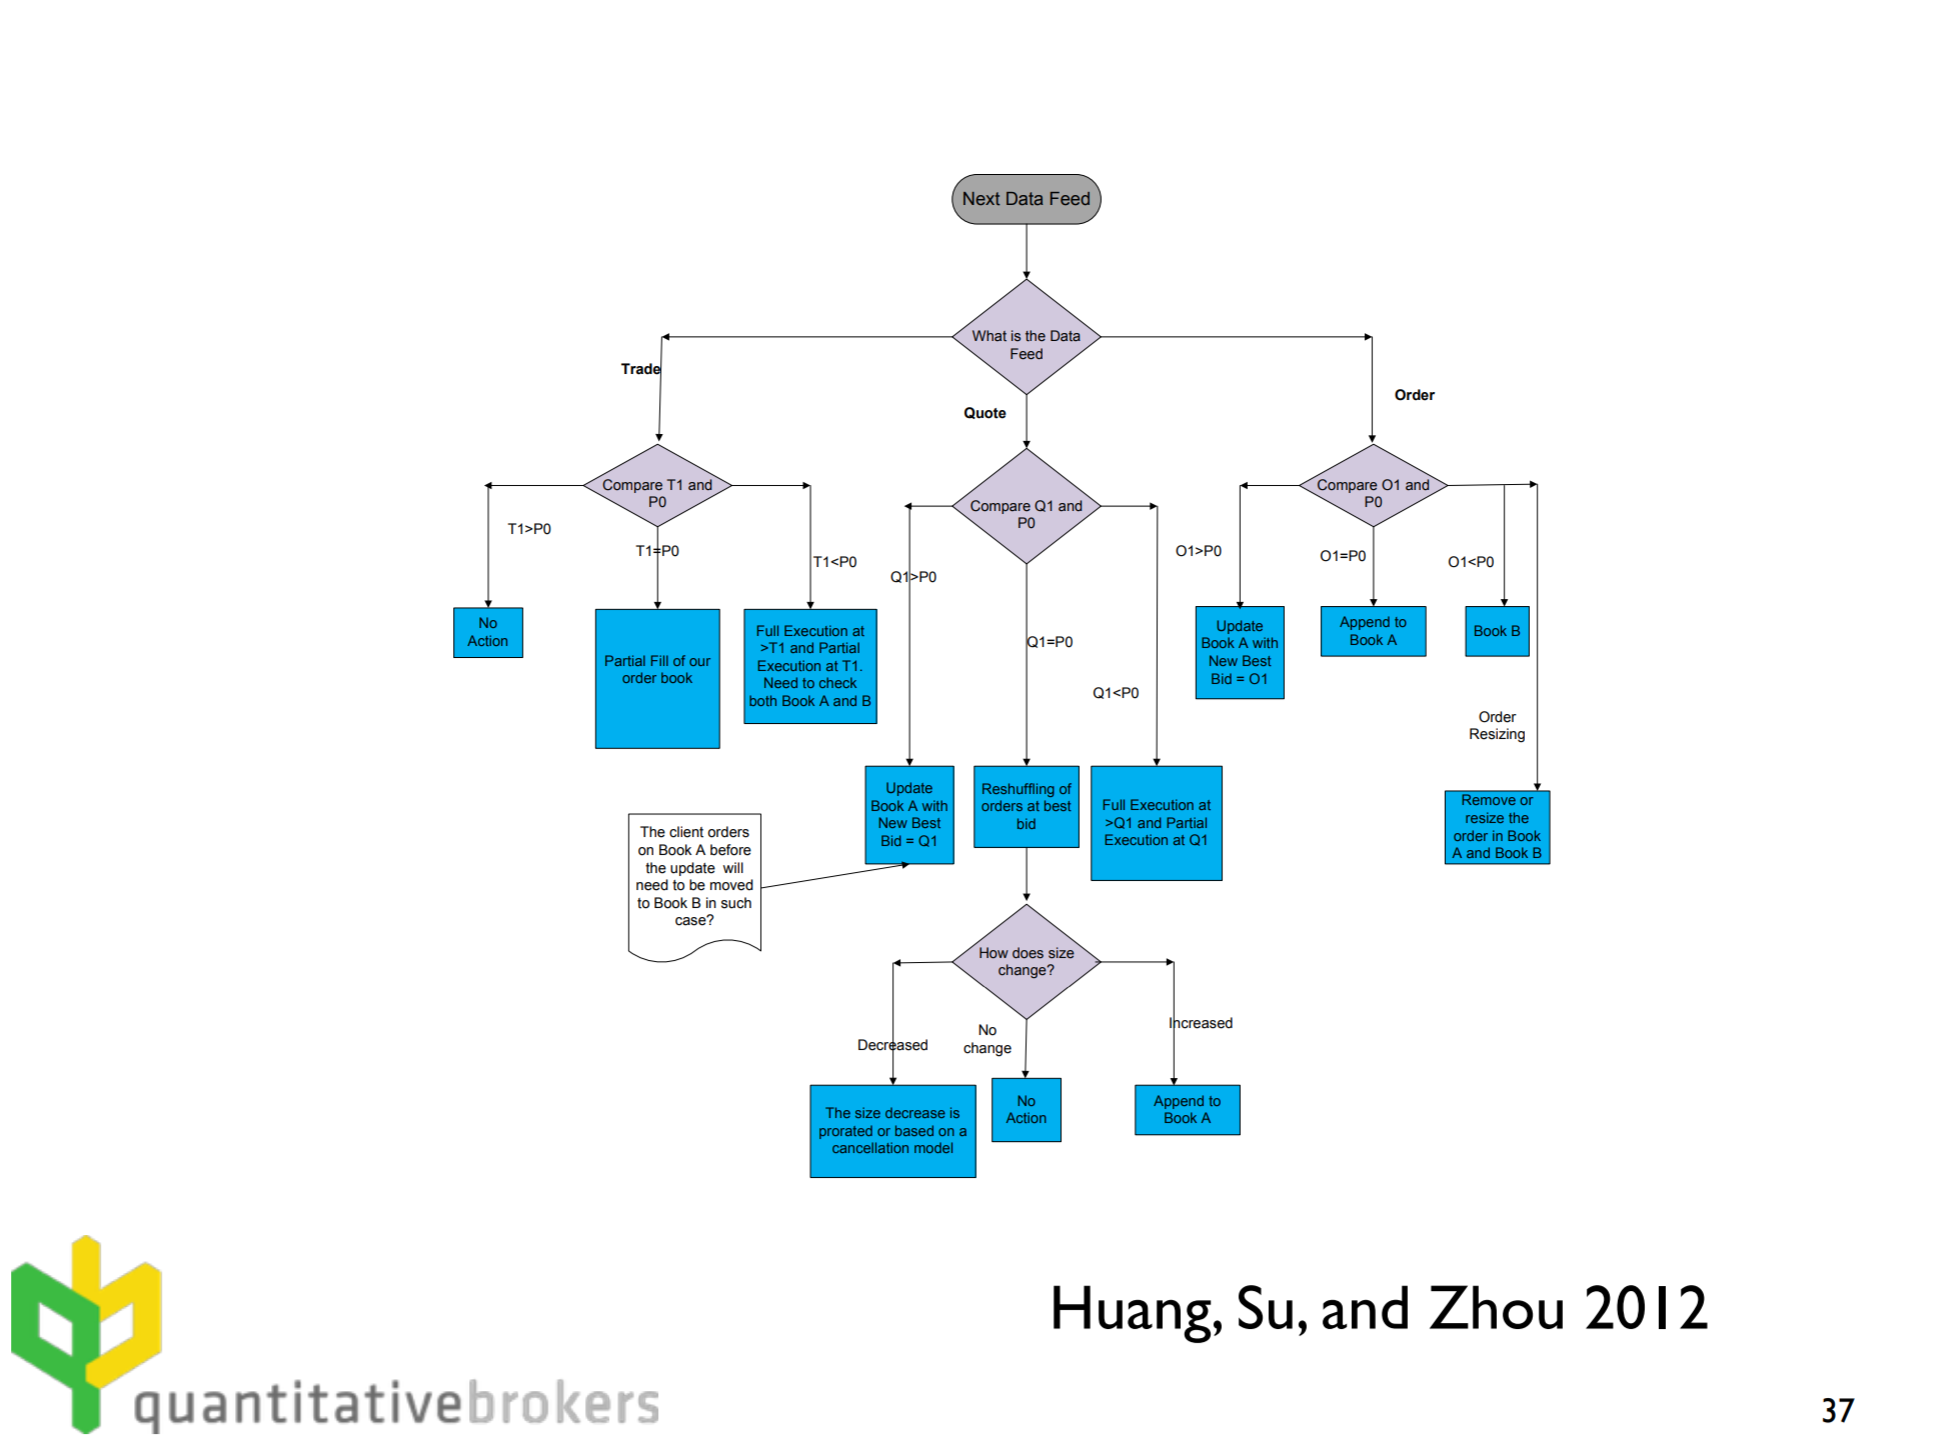 Next Data Feed
What is the Data
Feed
Trade
Quote
Order
Compare T1 and
P0
Compare Q1 and
P0
Compare O1 and
P0
T1>P0
T1=P0
T1<P0
Q1>P0
Q1=P0
Q1<P0
O1>P0
O1=P0
O1<P0
Order
Resizing
No
Action
Partial Fill of our
order book
Full Execution at
>T1 and Partial
Execution at T1.
Need to check
both Book A and B
Update
Book A with
New Best
Bid = O1
Append to
Book A
Book B
Update
Book A with
New Best
Bid = Q1
Reshuffling of
orders at best
bid
Full Execution at
>Q1 and Partial
Execution at Q1
Remove or
resize the
order in Book
A and Book B
The client orders
on Book A before
the update will
need to be moved
to Book B in such
case?
How does size
change?
Decreased
No
change
Increased
The size decrease is
prorated or based on a
cancellation model
No
Action
Append to
Book A
Huang, Su, and Zhou 2012
quantitativebrokers
37